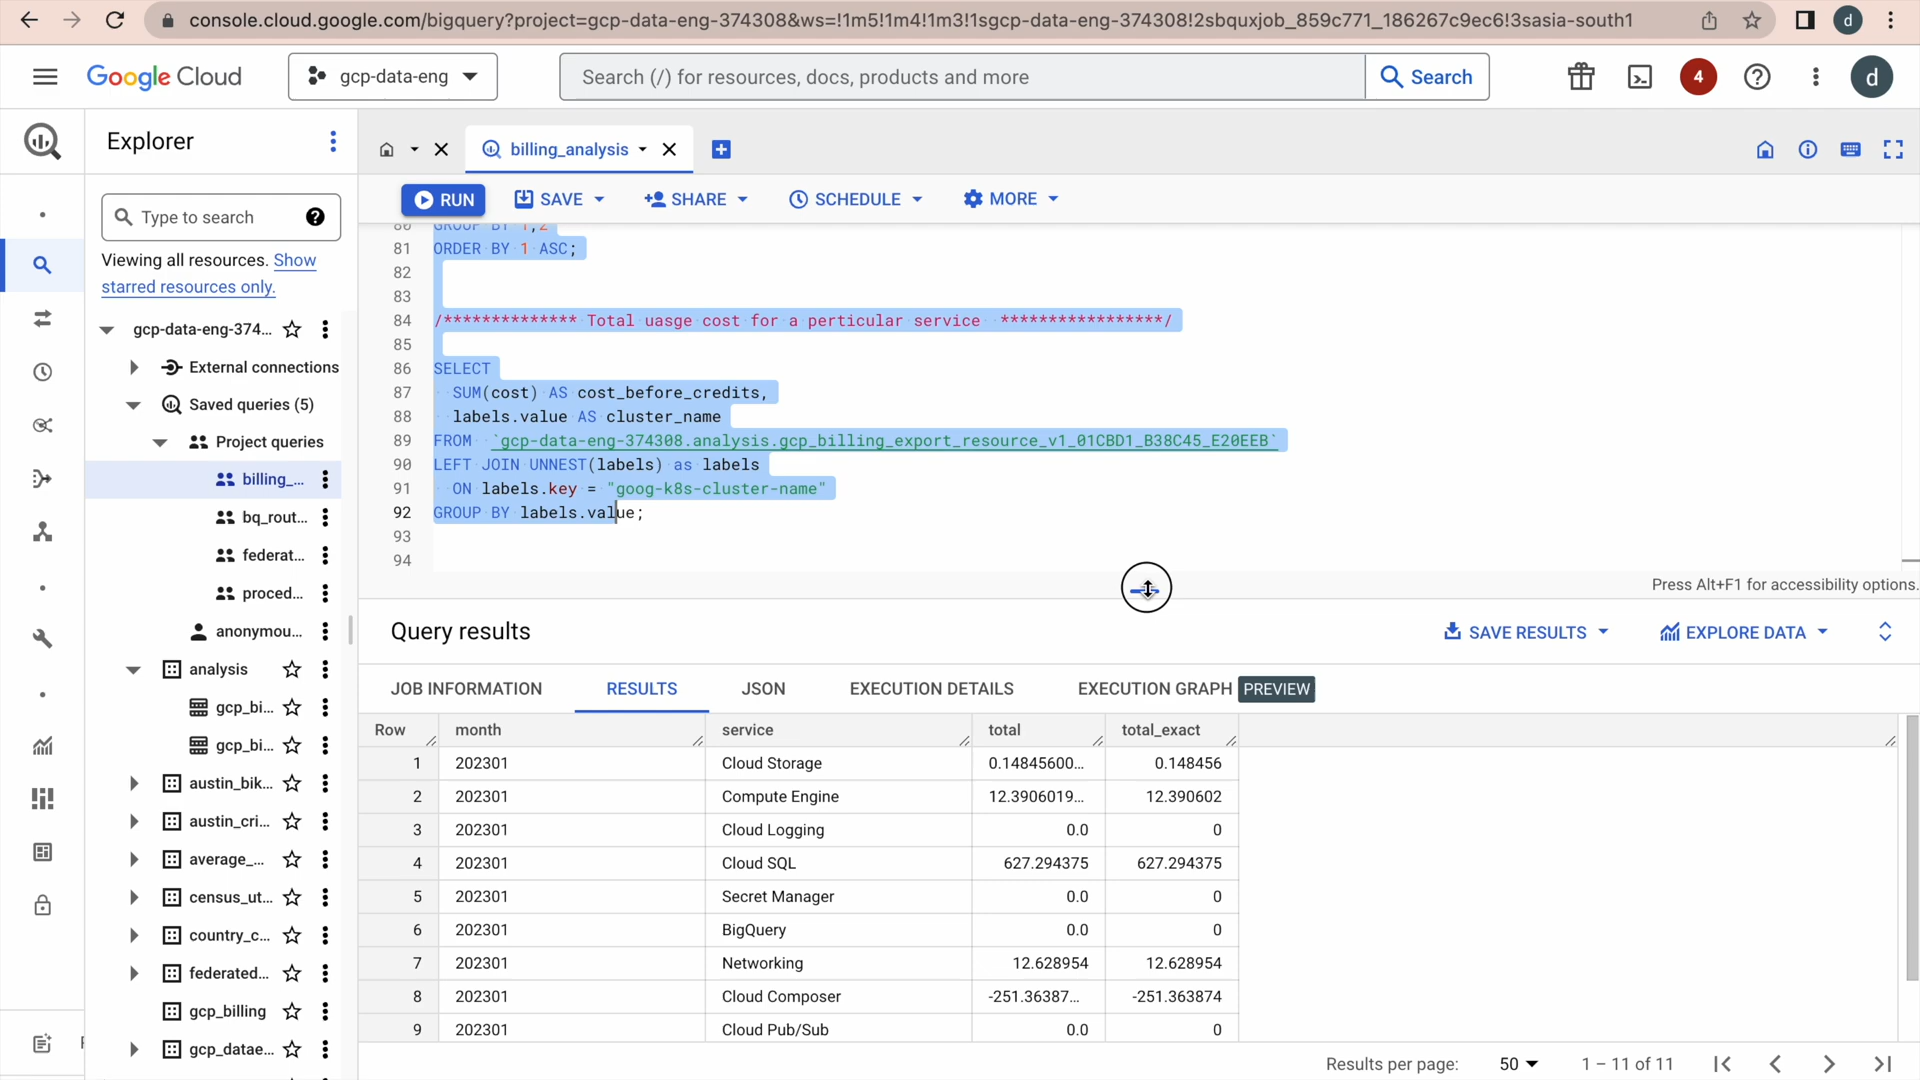 console.cloud.google.com/bigquery?project=gcp-data-eng-374308&ws=!1m5!1m4!1m3!1sgcp-data-eng-374308!2sbquxjob_859c771_186267c9ec6!3sasia-south1
d
Google Cloud
gcp-data-eng
Search (/) for resources, docs, products and more
Search
4
d
Explorer
billing_analysis
RUN
SAVE
SHARE
SCHEDULE
MORE
Type to search
Viewing all resources. Show
starred resources only.
gcp-data-eng-374...
External connections
Saved queries (5)
Project queries
billing_...
bq_rout...
federat...
proced...
anonymou...
analysis
gcp_bi...
gcp_bi...
austin_bik...
austin_cri...
average_...
census_ut...
country_c...
federated...
gcp_billing
gcp_datae...
80 GROUP BY 1,2
81 ORDER BY 1 ASC;
82
83
84 /************** Total uasge cost for a perticular service *****************/
85
86 SELECT
87 SUM(cost) AS cost_before_credits,
88 labels.value AS cluster_name
89 FROM `gcp-data-eng-374308.analysis.gcp_billing_export_resource_v1_01CBD1_B38C45_E20EEB`
90 LEFT JOIN UNNEST(labels) as labels
91 ON labels.key = "goog-k8s-cluster-name"
92 GROUP BY labels.value;
93
94
Press Alt+F1 for accessibility options.
Query results
SAVE RESULTS
EXPLORE DATA
JOB INFORMATION
RESULTS
JSON
EXECUTION DETAILS
EXECUTION GRAPH PREVIEW
Row month service total total_exact
1 202301 Cloud Storage 0.14845600... 0.148456
2 202301 Compute Engine 12.3906019... 12.390602
3 202301 Cloud Logging 0.0 0
4 202301 Cloud SQL 627.294375 627.294375
5 202301 Secret Manager 0.0 0
6 202301 BigQuery 0.0 0
7 202301 Networking 12.628954 12.628954
8 202301 Cloud Composer -251.36387... -251.363874
9 202301 Cloud Pub/Sub 0.0 0
Results per page: 50 1 – 11 of 11